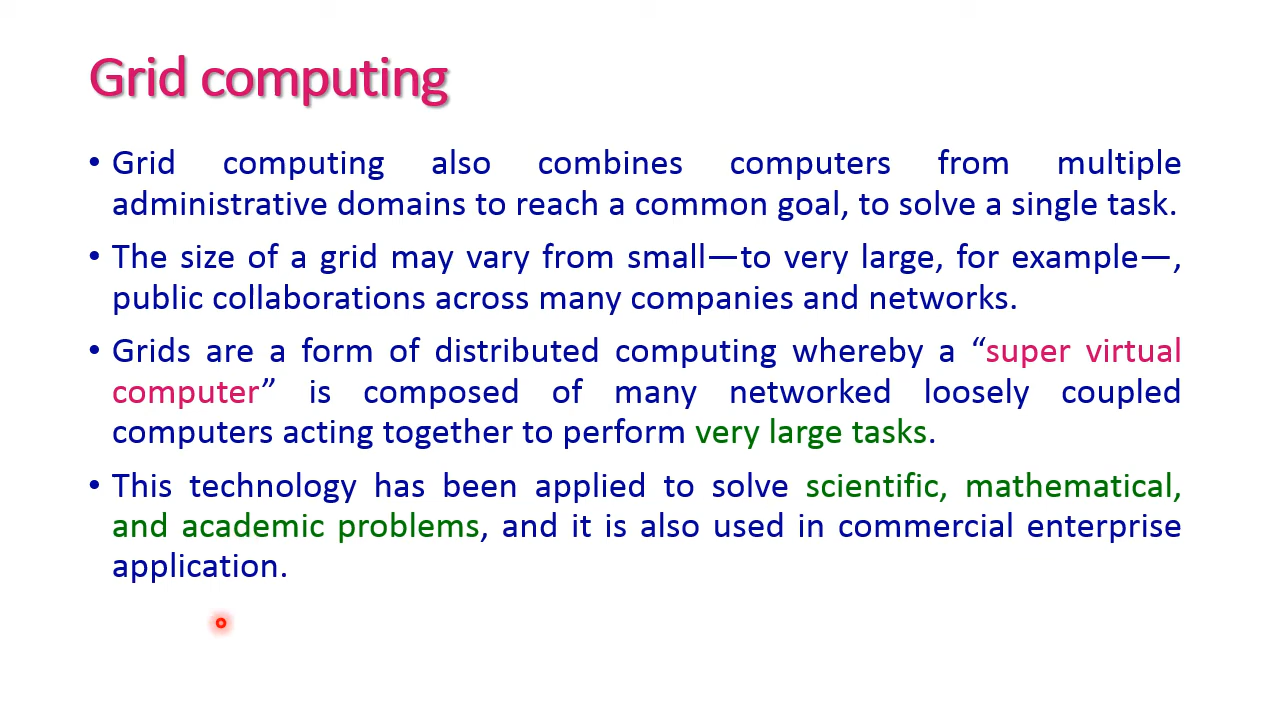 Grid computing
• Grid computing also combines computers from multiple
administrative domains to reach a common goal, to solve a single task.
• The size of a grid may vary from small—to very large, for example—,
public collaborations across many companies and networks.
• Grids are a form of distributed computing whereby a “super virtual
computer” is composed of many networked loosely coupled
computers acting together to perform very large tasks.
• This technology has been applied to solve scientific, mathematical,
and academic problems, and it is also used in commercial enterprise
application.